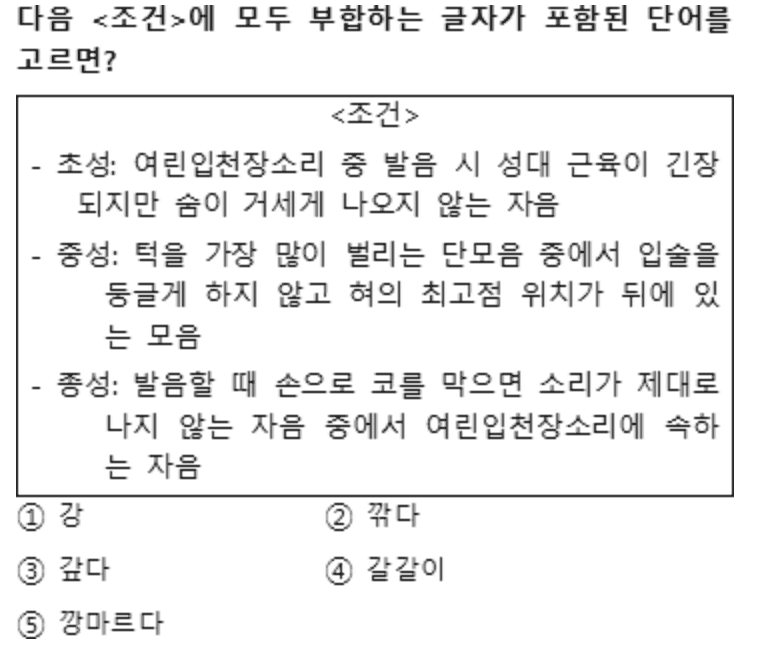 다음 <조건>에 모두 부합하는 글자가 포함된 단어를
고르면?
<조건>
- 초성: 여린입천장소리 중 발음 시 성대 근육이 긴장
되지만 숨이 거세게 나오지 않는 자음
- 중성: 턱을 가장 많이 벌리는 단모음 중에서 입술을
둥글게 하지 않고 혀의 최고점 위치가 뒤에 있
는 모음
- 종성: 발음할 때 손으로 코를 막으면 소리가 제대로
나지 않는 자음 중에서 여린입천장소리에 속하
는 자음
① 강 ② 깎다
③ 갚다 ④ 갈갈이
⑤ 깡마르다